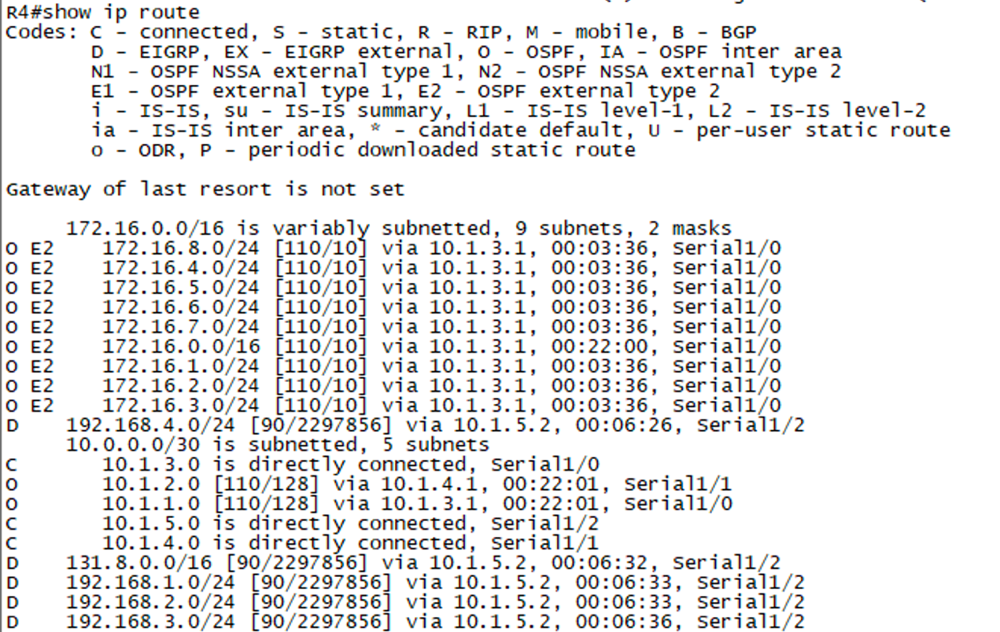 R4#show ip route
Codes: C - connected, S - static, R - RIP, M - mobile, B - BGP
       D - EIGRP, EX - EIGRP external, O - OSPF, IA - OSPF inter area
       N1 - OSPF NSSA external type 1, N2 - OSPF NSSA external type 2
       E1 - OSPF external type 1, E2 - OSPF external type 2
       i - IS-IS, su - IS-IS summary, L1 - IS-IS level-1, L2 - IS-IS level-2
       ia - IS-IS inter area, * - candidate default, U - per-user static route
       o - ODR, P - periodic downloaded static route

Gateway of last resort is not set

     172.16.0.0/16 is variably subnetted, 9 subnets, 2 masks
O E2    172.16.8.0/24 [110/10] via 10.1.3.1, 00:03:36, Serial1/0
O E2    172.16.4.0/24 [110/10] via 10.1.3.1, 00:03:36, Serial1/0
O E2    172.16.5.0/24 [110/10] via 10.1.3.1, 00:03:36, Serial1/0
O E2    172.16.6.0/24 [110/10] via 10.1.3.1, 00:03:36, Serial1/0
O E2    172.16.7.0/24 [110/10] via 10.1.3.1, 00:03:36, Serial1/0
O E2    172.16.0.0/16 [110/10] via 10.1.3.1, 00:22:00, Serial1/0
O E2    172.16.1.0/24 [110/10] via 10.1.3.1, 00:03:36, Serial1/0
O E2    172.16.2.0/24 [110/10] via 10.1.3.1, 00:03:36, Serial1/0
O E2    172.16.3.0/24 [110/10] via 10.1.3.1, 00:03:36, Serial1/0
D    192.168.4.0/24 [90/2297856] via 10.1.5.2, 00:06:26, Serial1/2
     10.0.0.0/30 is subnetted, 5 subnets
C       10.1.3.0 is directly connected, Serial1/0
O       10.1.2.0 [110/128] via 10.1.4.1, 00:22:01, Serial1/1
O       10.1.1.0 [110/128] via 10.1.3.1, 00:22:01, Serial1/0
C       10.1.5.0 is directly connected, Serial1/2
C       10.1.4.0 is directly connected, Serial1/1
D    131.8.0.0/16 [90/2297856] via 10.1.5.2, 00:06:32, Serial1/2
D    192.168.1.0/24 [90/2297856] via 10.1.5.2, 00:06:33, Serial1/2
D    192.168.2.0/24 [90/2297856] via 10.1.5.2, 00:06:33, Serial1/2
D    192.168.3.0/24 [90/2297856] via 10.1.5.2, 00:06:36, Serial1/2